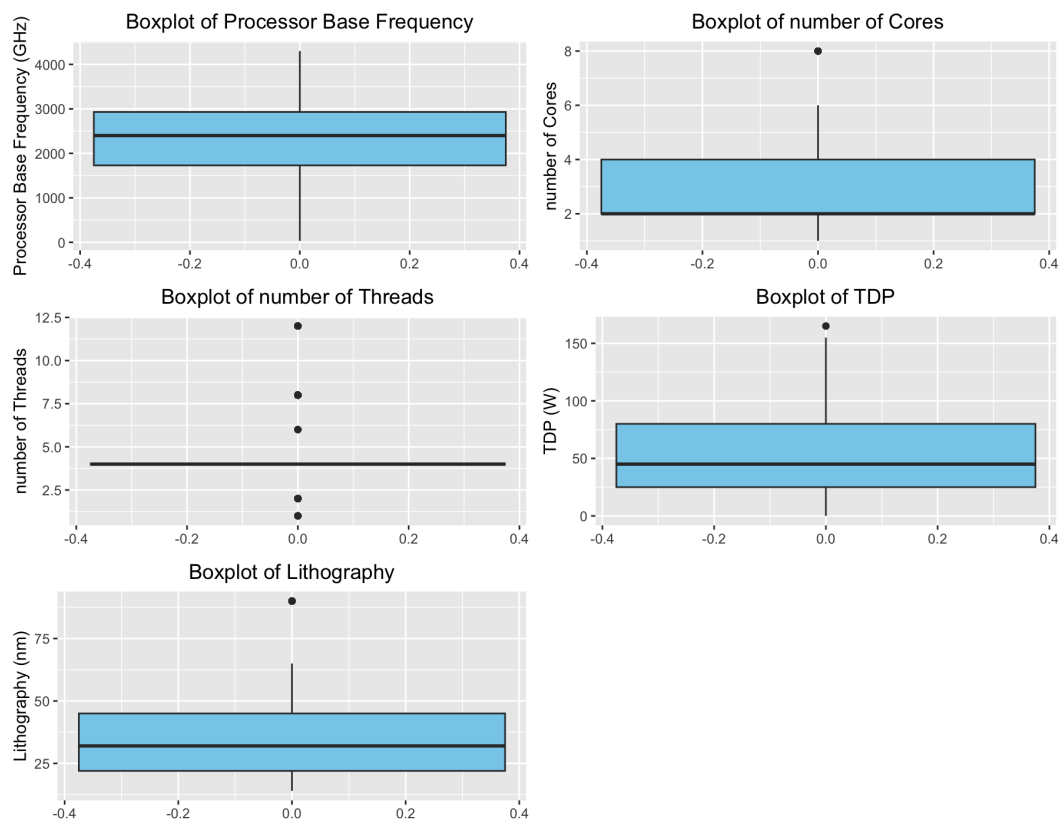 Boxplot of Processor Base Frequency
Processor Base Frequency (GHz)
4000
3000
2000
1000
0
-0.4 -0.2 0.0 0.2 0.4
Boxplot of number of Cores
number of Cores
8
6
4
2
-0.4 -0.2 0.0 0.2 0.4
Boxplot of number of Threads
number of Threads
12.5
10.0
7.5
5.0
2.5
-0.4 -0.2 0.0 0.2 0.4
Boxplot of TDP
TDP (W)
150
100
50
0
-0.4 -0.2 0.0 0.2 0.4
Boxplot of Lithography
Lithography (nm)
75
50
25
-0.4 -0.2 0.0 0.2 0.4